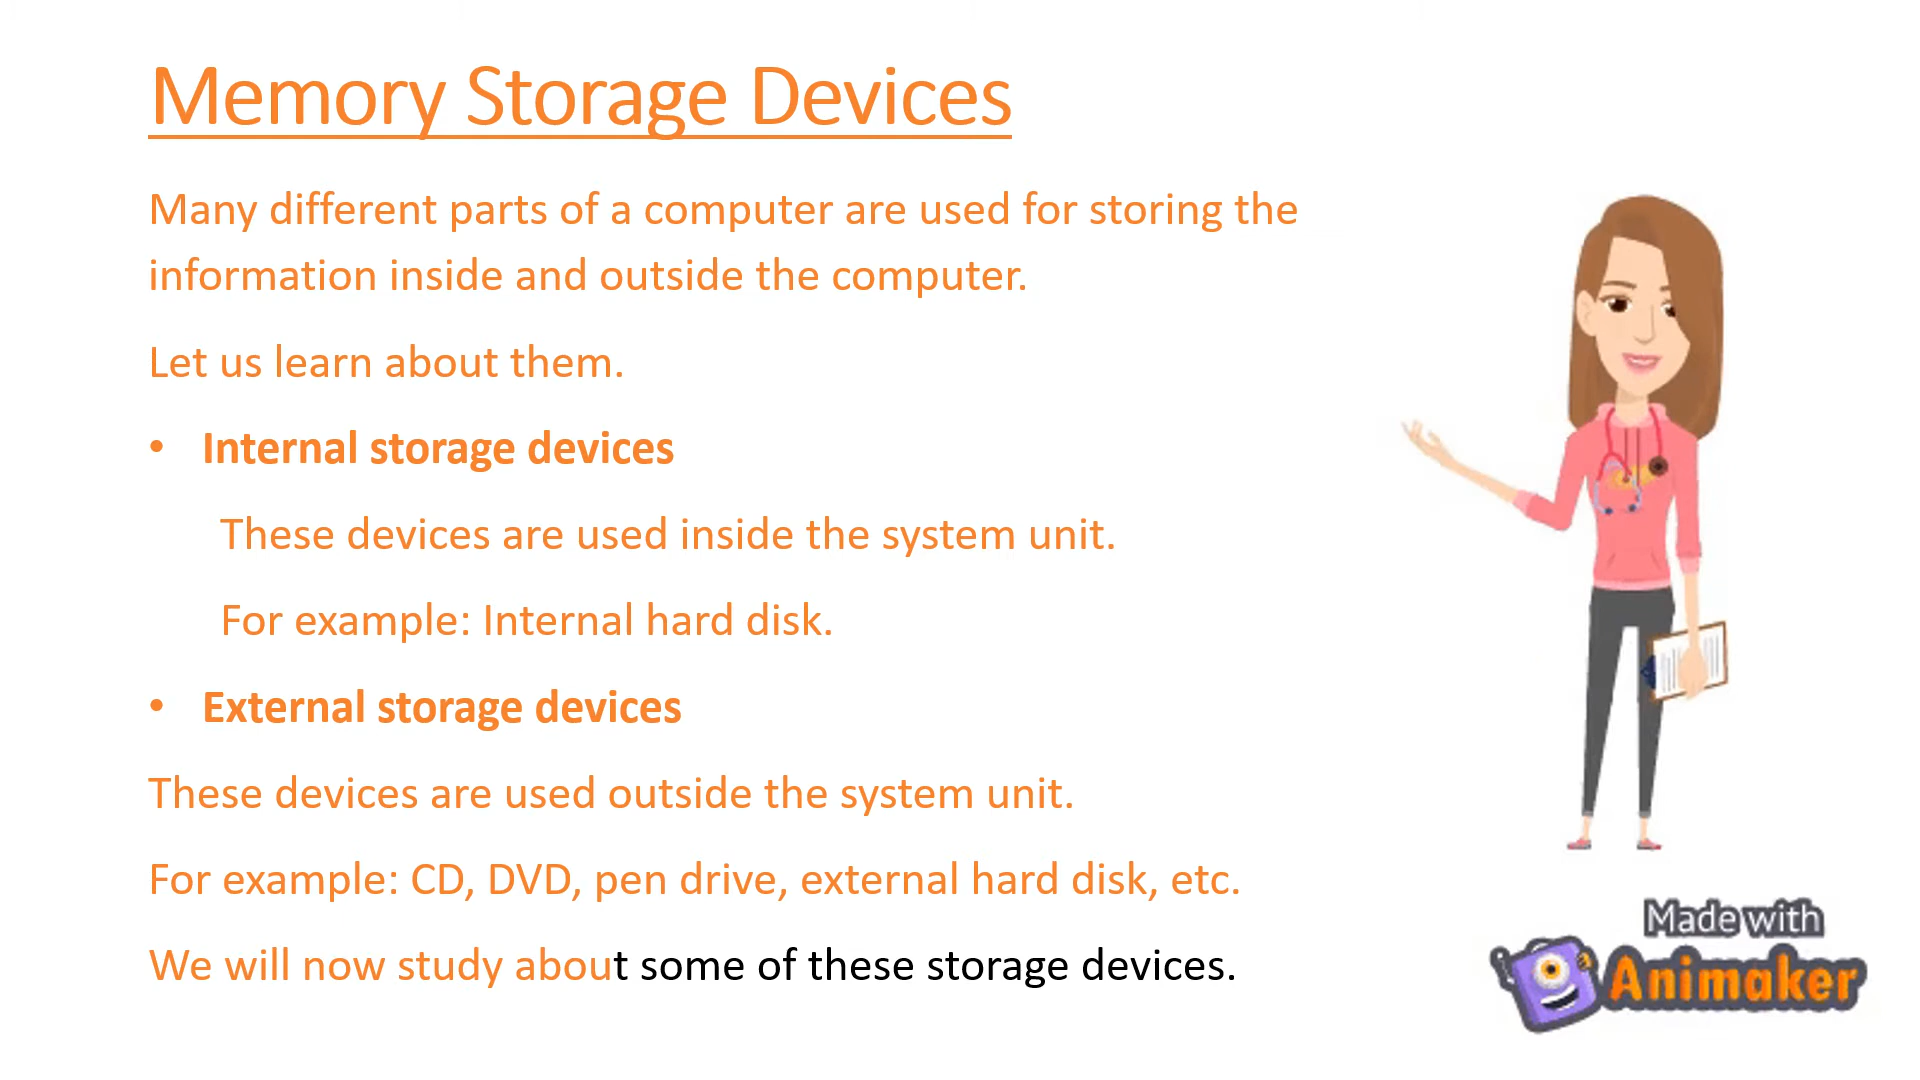 Memory Storage Devices
Many different parts of a computer are used for storing the
information inside and outside the computer.
Let us learn about them.
• Internal storage devices
These devices are used inside the system unit.
For example: Internal hard disk.
• External storage devices
These devices are used outside the system unit.
For example: CD, DVD, pen drive, external hard disk, etc.
We will now study about some of these storage devices.
Made with
Animaker